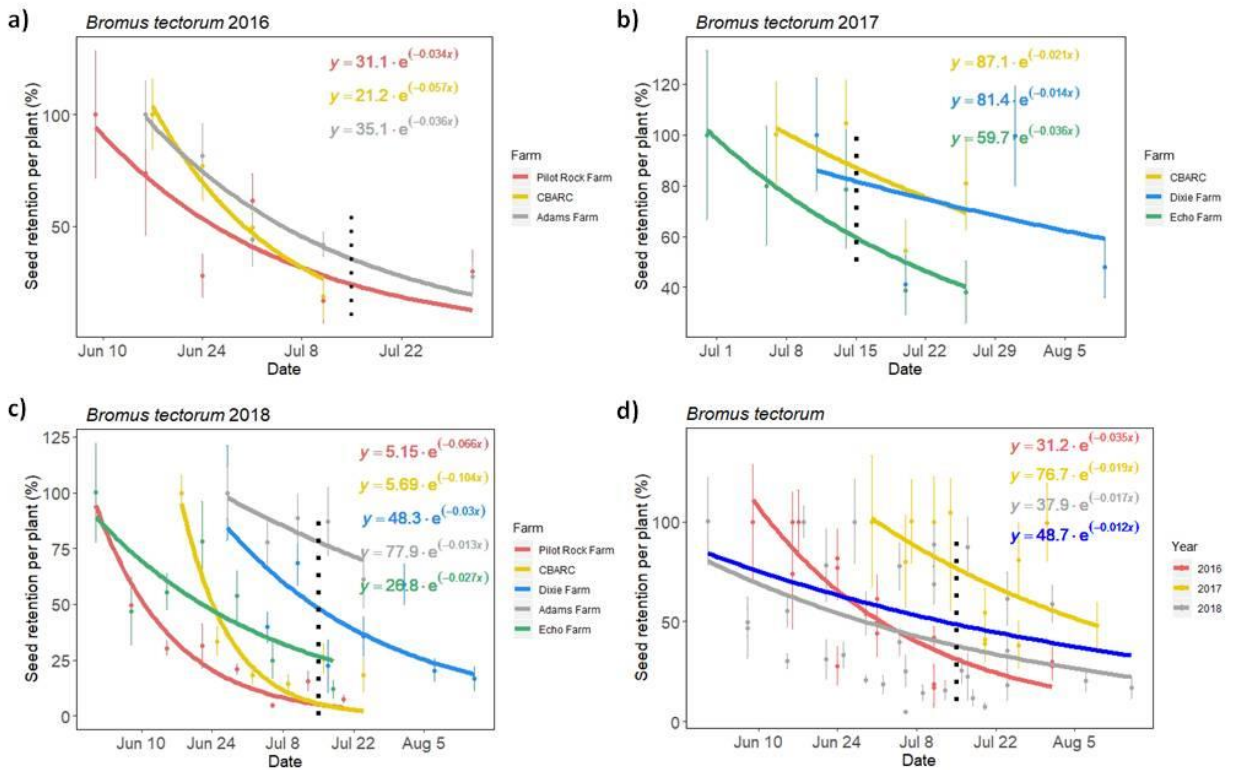 a)
Bromus tectorum 2016
y = 31.1 · e(−0.034x)
y = 21.2 · e(−0.057x)
y = 35.1 · e(−0.036x)
Seed retention per plant (%)
100
50
Jun 10
Jun 24
Jul 8
Jul 22
Date
Farm
Pilot Rock Farm
CBARC
Adams Farm
b)
Bromus tectorum 2017
y = 87.1 · e(−0.021x)
y = 81.4 · e(−0.014x)
y = 59.7 · e(−0.036x)
Seed retention per plant (%)
120
100
80
60
40
Jul 1
Jul 8
Jul 15
Jul 22
Jul 29
Aug 5
Date
Farm
CBARC
Dixie Farm
Echo Farm
c)
Bromus tectorum 2018
y = 5.15 · e(−0.066x)
y = 5.69 · e(−0.104x)
y = 48.3 · e(−0.03x)
y = 77.9 · e(−0.013x)
y = 26.8 · e(−0.027x)
Seed retention per plant (%)
125
100
75
50
25
0
Jun 10
Jun 24
Jul 8
Jul 22
Aug 5
Date
Farm
Pilot Rock Farm
CBARC
Dixie Farm
Adams Farm
Echo Farm
d)
Bromus tectorum
y = 31.2 · e(−0.035x)
y = 76.7 · e(−0.019x)
y = 37.9 · e(−0.017x)
y = 48.7 · e(−0.012x)
Seed retention per plant (%)
100
50
0
Jun 10
Jun 24
Jul 8
Jul 22
Aug 5
Date
Year
2016
2017
2018